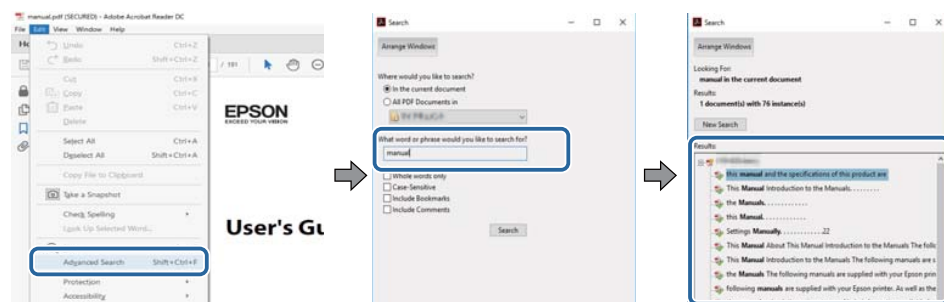 manual.pdf (SECURED) - Adobe Acrobat Reader DC
File Edit View Window Help
Undo Ctrl+Z
Redo Shift+Ctrl+Z
Cut Ctrl+X
Copy Ctrl+C
Paste Ctrl+V
Delete
Select All Ctrl+A
Deselect All Shift+Ctrl+A
Copy File to Clipboard
Take a Snapshot
Check Spelling
Look Up Selected Word...
Advanced Search Shift+Ctrl+F
Protection
Accessibility
/ 191
EPSON
EXCEED YOUR VISION
User's Gu
Search
Arrange Windows
Where would you like to search?
In the current document
All PDF Documents in
What word or phrase would you like to search for?
manual
Whole words only
Case-Sensitive
Include Bookmarks
Include Comments
Search
Search
Arrange Windows
Looking For:
manual in the current document
Results:
1 document(s) with 76 instance(s)
New Search
Results:
this manual and the specifications of this product are
This Manual Introduction to the Manuals. . . . . . . . .
the Manuals. . . . . . . . . . . . .
this Manual. . . . . . . . . . . . .
Settings Manually. . . . . . . . . . . . .22
This Manual About This Manual Introduction to the Manuals The follo
This Manual Introduction to the Manuals The following manuals are s
the Manuals The following manuals are supplied with your Epson prin
following manuals are supplied with your Epson printer. As well as the